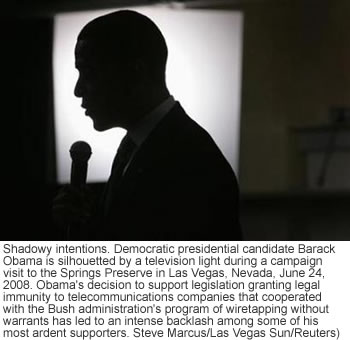 Shadowy intentions. Democratic presidential candidate Barack
Obama is silhouetted by a television light during a campaign
visit to the Springs Preserve in Las Vegas, Nevada, June 24,
2008. Obama's decision to support legislation granting legal
immunity to telecommunications companies that cooperated
with the Bush administration's program of wiretapping without
warrants has led to an intense backlash among some of his
most ardent supporters. Steve Marcus/Las Vegas Sun/Reuters)